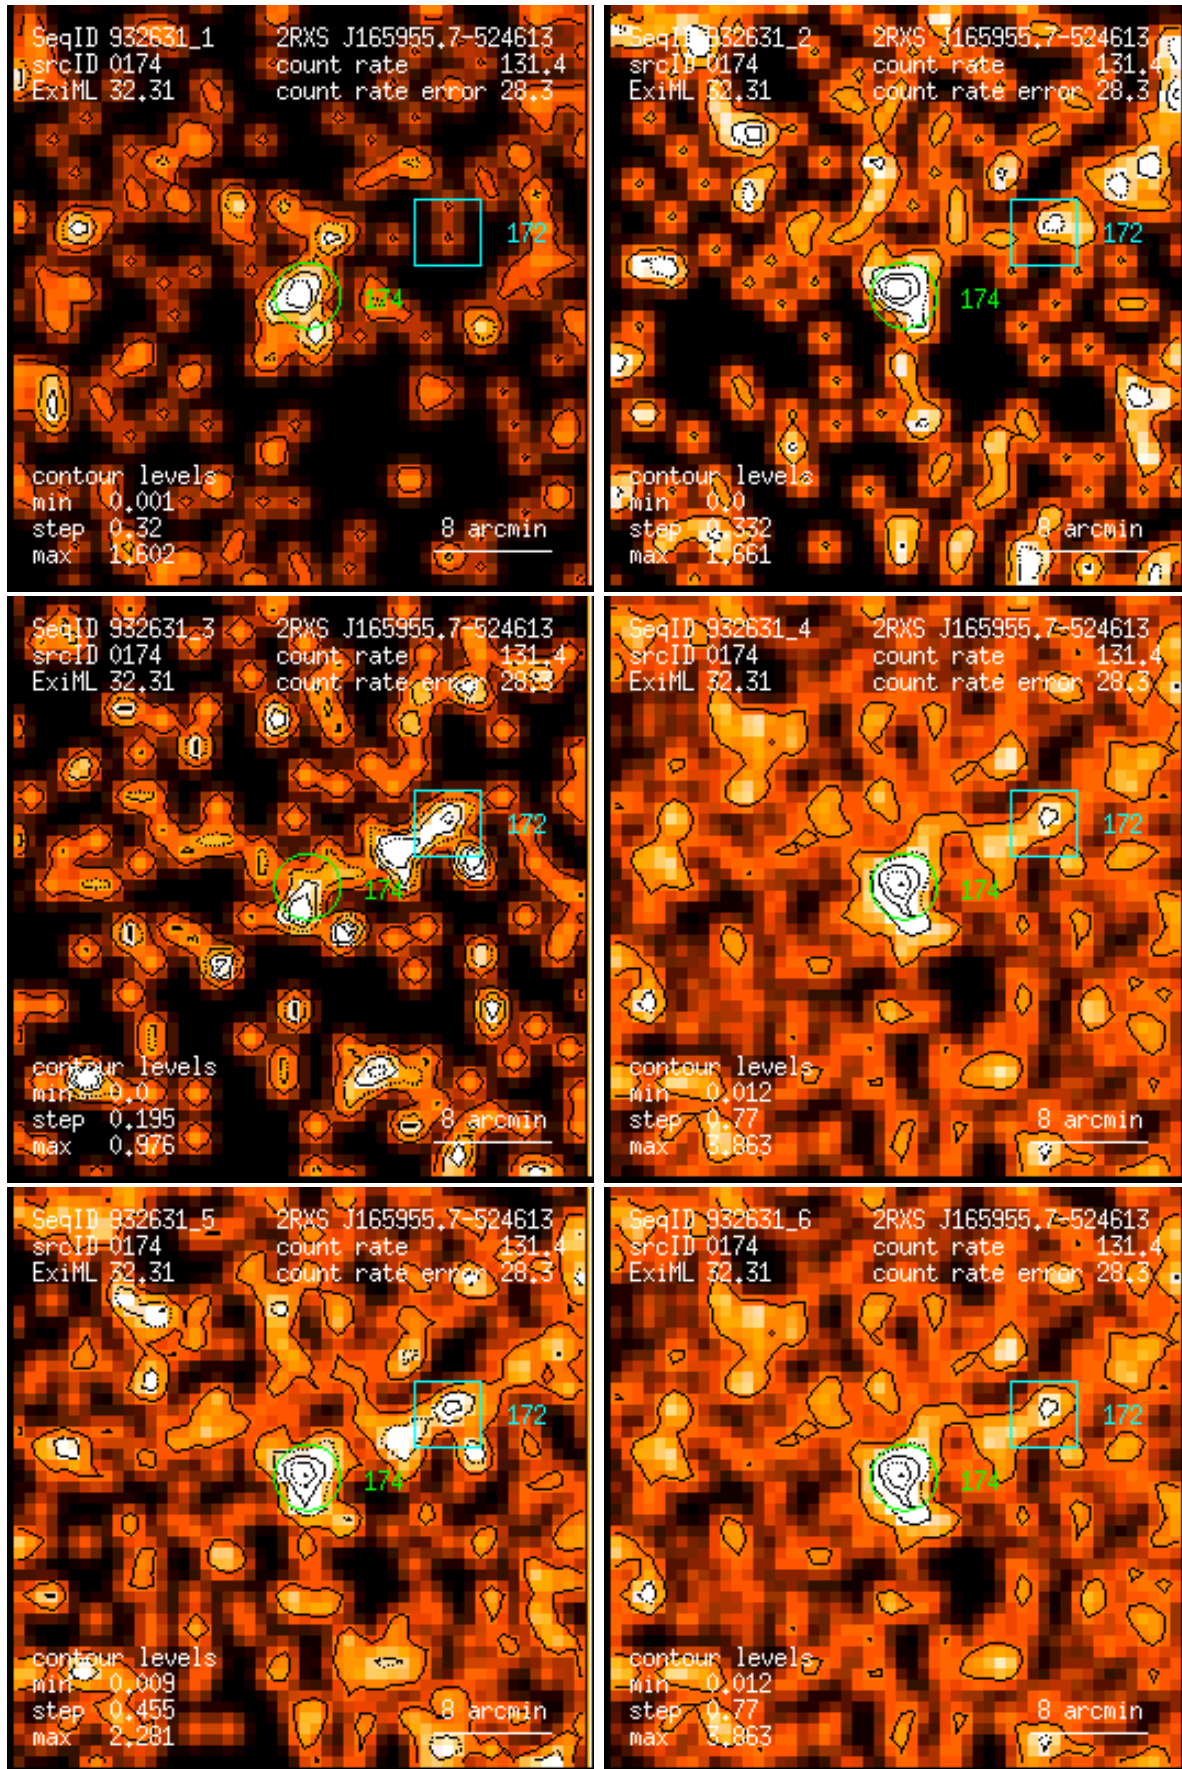 SeqID 932631_1 2RXS J165955.7-524613
srcID 0174 count rate 131.4
ExiML 32.31 count rate error 28.3
172
174
contour levels
min 0.001
step 0.32 8 arcmin
max 1.602
SeqID 932631_2 2RXS J165955.7-524613
srcID 0174 count rate 131.4
ExiML 32.31 count rate error 28.3
172
174
contour levels
min 0.0
step 0.332 8 arcmin
max 1.661
SeqID 932631_3 2RXS J165955.7-524613
srcID 0174 count rate 131.4
ExiML 32.31 count rate error 28.3
172
174
contour levels
min 0.0
step 0.195 8 arcmin
max 0.976
SeqID 932631_4 2RXS J165955.7-524613
srcID 0174 count rate 131.4
ExiML 32.31 count rate error 28.3
172
174
contour levels
min 0.012
step 0.77 8 arcmin
max 3.863
SeqID 932631_5 2RXS J165955.7-524613
srcID 0174 count rate 131.4
ExiML 32.31 count rate error 28.3
172
174
contour levels
min 0.009
step 0.455 8 arcmin
max 2.281
SeqID 932631_6 2RXS J165955.7-524613
srcID 0174 count rate 131.4
ExiML 32.31 count rate error 28.3
172
174
contour levels
min 0.012
step 0.77 8 arcmin
max 3.863